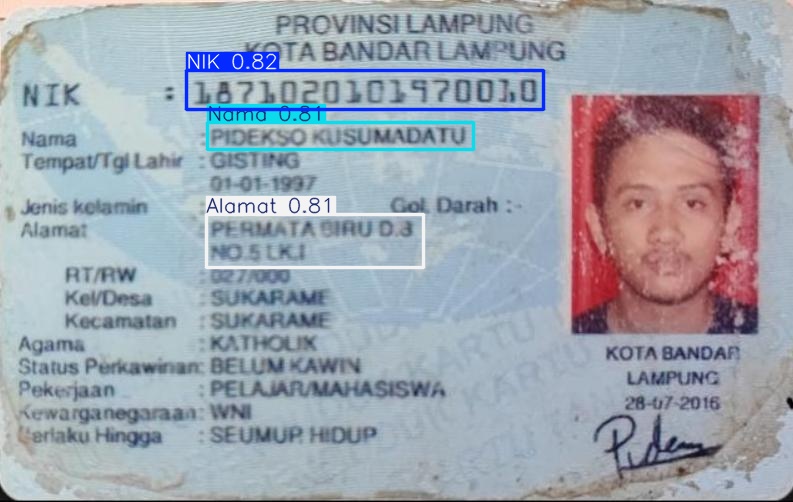 PROVINSI LAMPUNG
KOTA BANDAR LAMPUNG
NIK 0.82
NIK : 1871020101970010
Nama 0.81
Nama : PIDEKSO KUSUMADATU
Tempat/Tgl Lahir : GISTING
01-01-1997
Jenis kelamin Alamat 0.81 Gol. Darah : -
Alamat : PERMATA BIRU D.8
NO.5 LK.I
RT/RW : 027/000
Kel/Desa : SUKARAME
Kecamatan : SUKARAME
Agama : KATHOLIK
Status Perkawinan: BELUM KAWIN
Pekerjaan : PELAJAR/MAHASISWA
Kewarganegaraan: WNI
Berlaku Hingga : SEUMUR HIDUP
KOTA BANDAR
LAMPUNG
28-07-2016